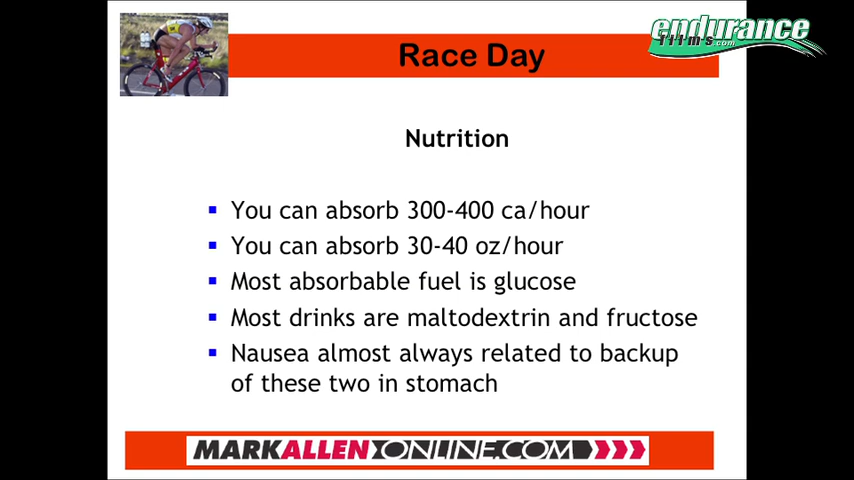 endurance
films.com
Race Day
Nutrition
You can absorb 300-400 ca/hour
You can absorb 30-40 oz/hour
Most absorbable fuel is glucose
Most drinks are maltodextrin and fructose
Nausea almost always related to backup
of these two in stomach
MARKALLENONLINE.COM